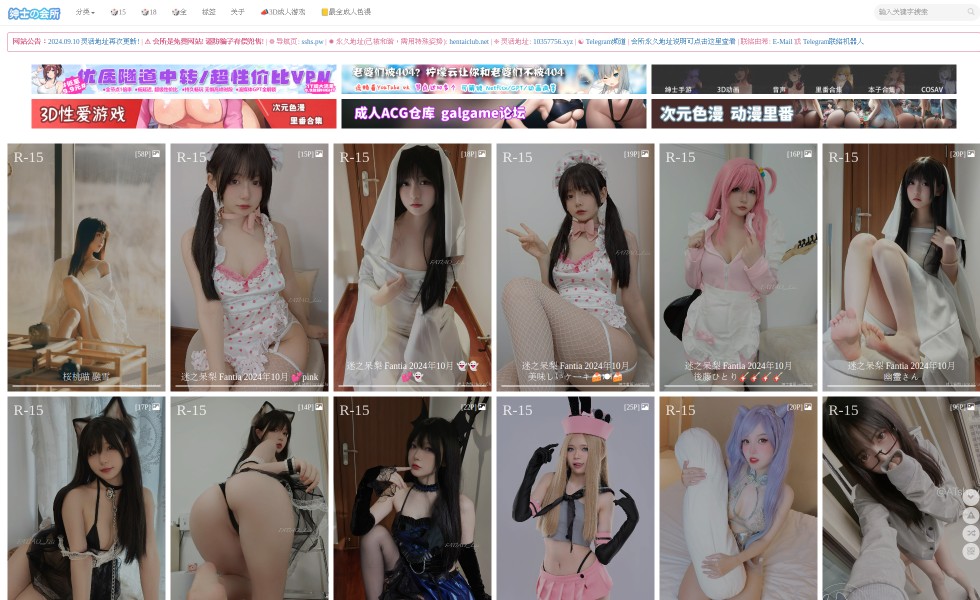 绅士の会所
分类 15 18 全 球签 关于 3D成人游戏 最全成人色漫
输入关键字搜索
网站公告: 2024.09.10 灵活地址再次更新! | ⚠ 会所是免费网站! 谨防骗子有偿兜售! | 导航页: sshs.pw | 永久地址(已被和谐, 需用特殊姿势): hentaiclub.net | 灵活地址: 10357756.xyz | Telegram频道 | 会所永久地址说明可点击这里查看 | 联络由希: E-Mail 或 Telegram联络机器人
优质隧道中转/超性价比VPN
老婆们被404? 柠檬云让你和老婆们不被404
绅士手游 3D动画 音声 里番合集 本子合集 COSAV
3D性爱游戏
次元色漫
里番合集
成人ACG仓库 galgame论坛
次元色漫 动漫里番
R-15 [58P]
R-15 [15P]
R-15 [18P]
R-15 [19P]
R-15 [16P]
R-15 [20P]
桜桃喵 融雪
迷之呆梨 Fantia 2024年10月 💕pink
迷之呆梨 Fantia 2024年10月 👻👻
💕👻
迷之呆梨 Fantia 2024年10月
美味しいケーキ🍰🍽🍰
迷之呆梨 Fantia 2024年10月
後藤ひとり🎸🎸🎸🎸
迷之呆梨 Fantia 2024年10月
幽靈さん
R-15 [17P]
R-15 [14P]
R-15 [22P]
R-15 [25P]
R-15 [20P]
R-15 [96P]